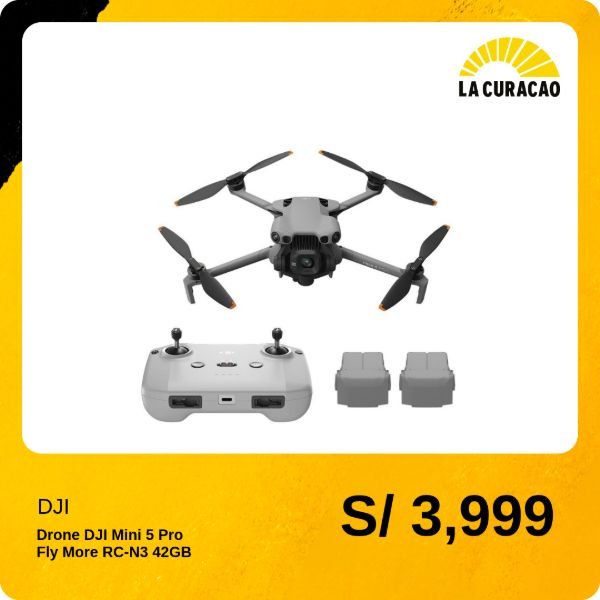 LA CURACAO
DJI
Drone DJI Mini 5 Pro
Fly More RC-N3 42GB
S/ 3,999